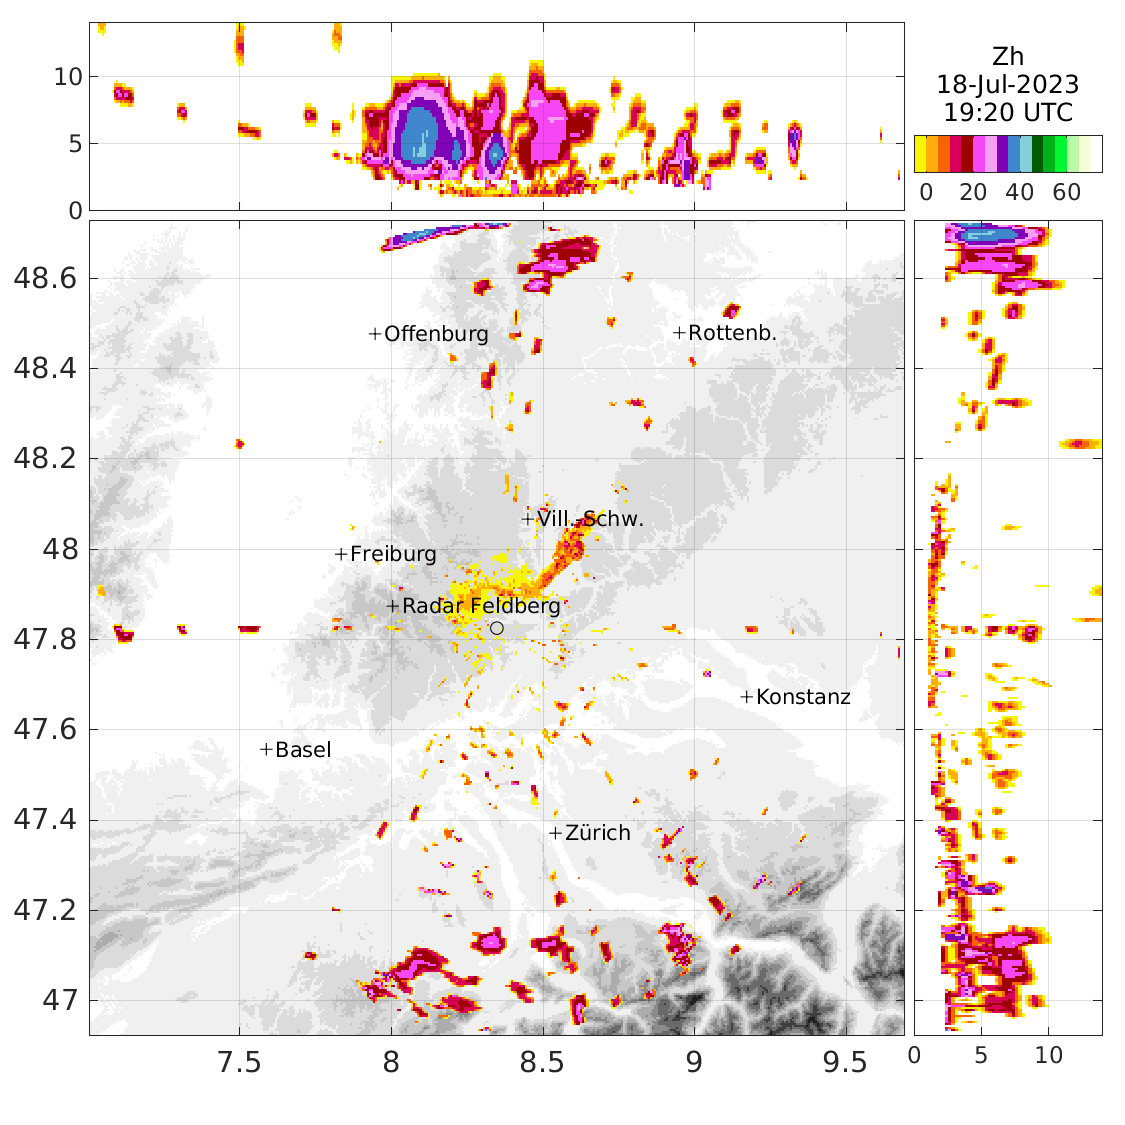 Zh
18-Jul-2023
19:20 UTC
10
5
0
0 20 40 60
48.6
Offenburg Rottenb.
48.4
48.2
Vill.-Schw.
48
Freiburg
Radar Feldberg
47.8
Konstanz
47.6
Basel
47.4
Zürich
47.2
47
7.5 8 8.5 9 9.5
0 5 10